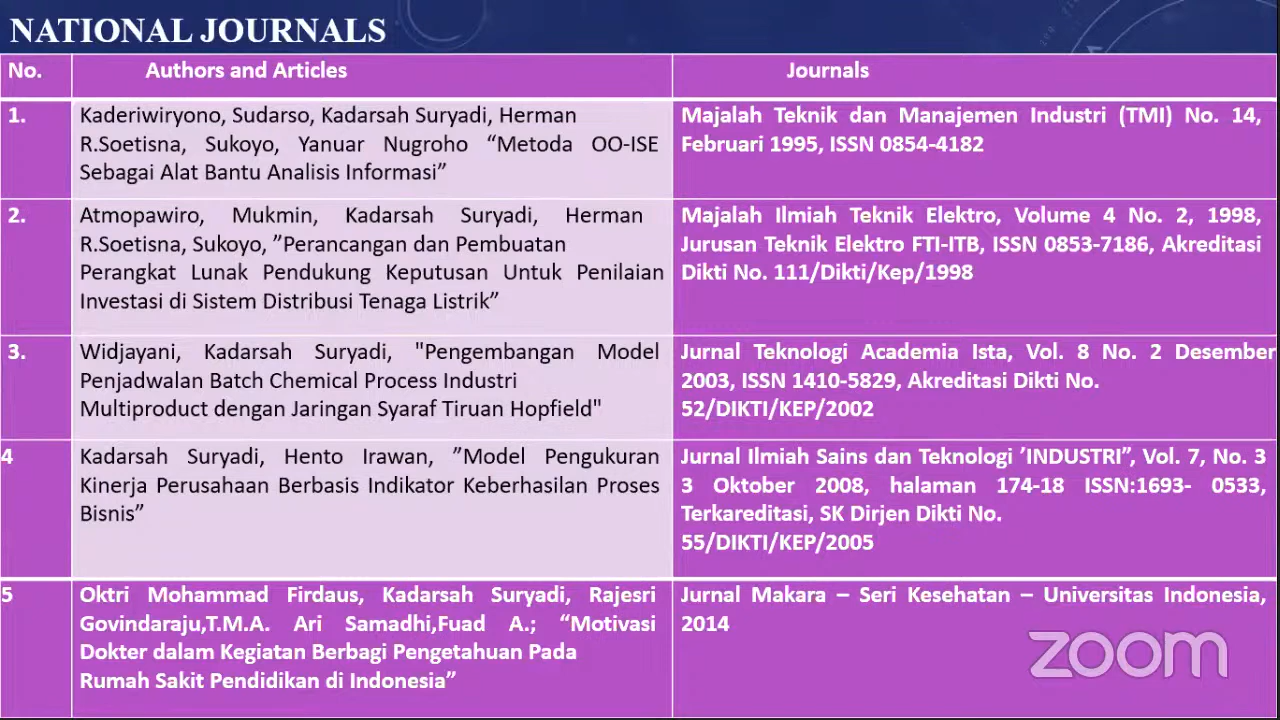 NATIONAL JOURNALS
No.
Authors and Articles
Journals
1.
Kaderiwiryono, Sudarso, Kadarsah Suryadi, Herman
R.Soetisna, Sukoyo, Yanuar Nugroho “Metoda OO-ISE
Sebagai Alat Bantu Analisis Informasi”
Majalah Teknik dan Manajemen Industri (TMI) No. 14,
Februari 1995, ISSN 0854-4182
2.
Atmopawiro, Mukmin, Kadarsah Suryadi, Herman
R.Soetisna, Sukoyo, ”Perancangan dan Pembuatan
Perangkat Lunak Pendukung Keputusan Untuk Penilaian
Investasi di Sistem Distribusi Tenaga Listrik”
Majalah Ilmiah Teknik Elektro, Volume 4 No. 2, 1998,
Jurusan Teknik Elektro FTI-ITB, ISSN 0853-7186, Akreditasi
Dikti No. 111/Dikti/Kep/1998
3.
Widjayani, Kadarsah Suryadi, "Pengembangan Model
Penjadwalan Batch Chemical Process Industri
Multiproduct dengan Jaringan Syaraf Tiruan Hopfield"
Jurnal Teknologi Academia Ista, Vol. 8 No. 2 Desember
2003, ISSN 1410-5829, Akreditasi Dikti No.
52/DIKTI/KEP/2002
4
Kadarsah Suryadi, Hento Irawan, ”Model Pengukuran
Kinerja Perusahaan Berbasis Indikator Keberhasilan Proses
Bisnis”
Jurnal Ilmiah Sains dan Teknologi ’INDUSTRI”, Vol. 7, No. 3
3 Oktober 2008, halaman 174-18 ISSN:1693- 0533,
Terkareditasi, SK Dirjen Dikti No.
55/DIKTI/KEP/2005
5
Oktri Mohammad Firdaus, Kadarsah Suryadi, Rajesri
Govindaraju,T.M.A. Ari Samadhi,Fuad A.; “Motivasi
Dokter dalam Kegiatan Berbagi Pengetahuan Pada
Rumah Sakit Pendidikan di Indonesia”
Jurnal Makara – Seri Kesehatan – Universitas Indonesia,
2014
zoom